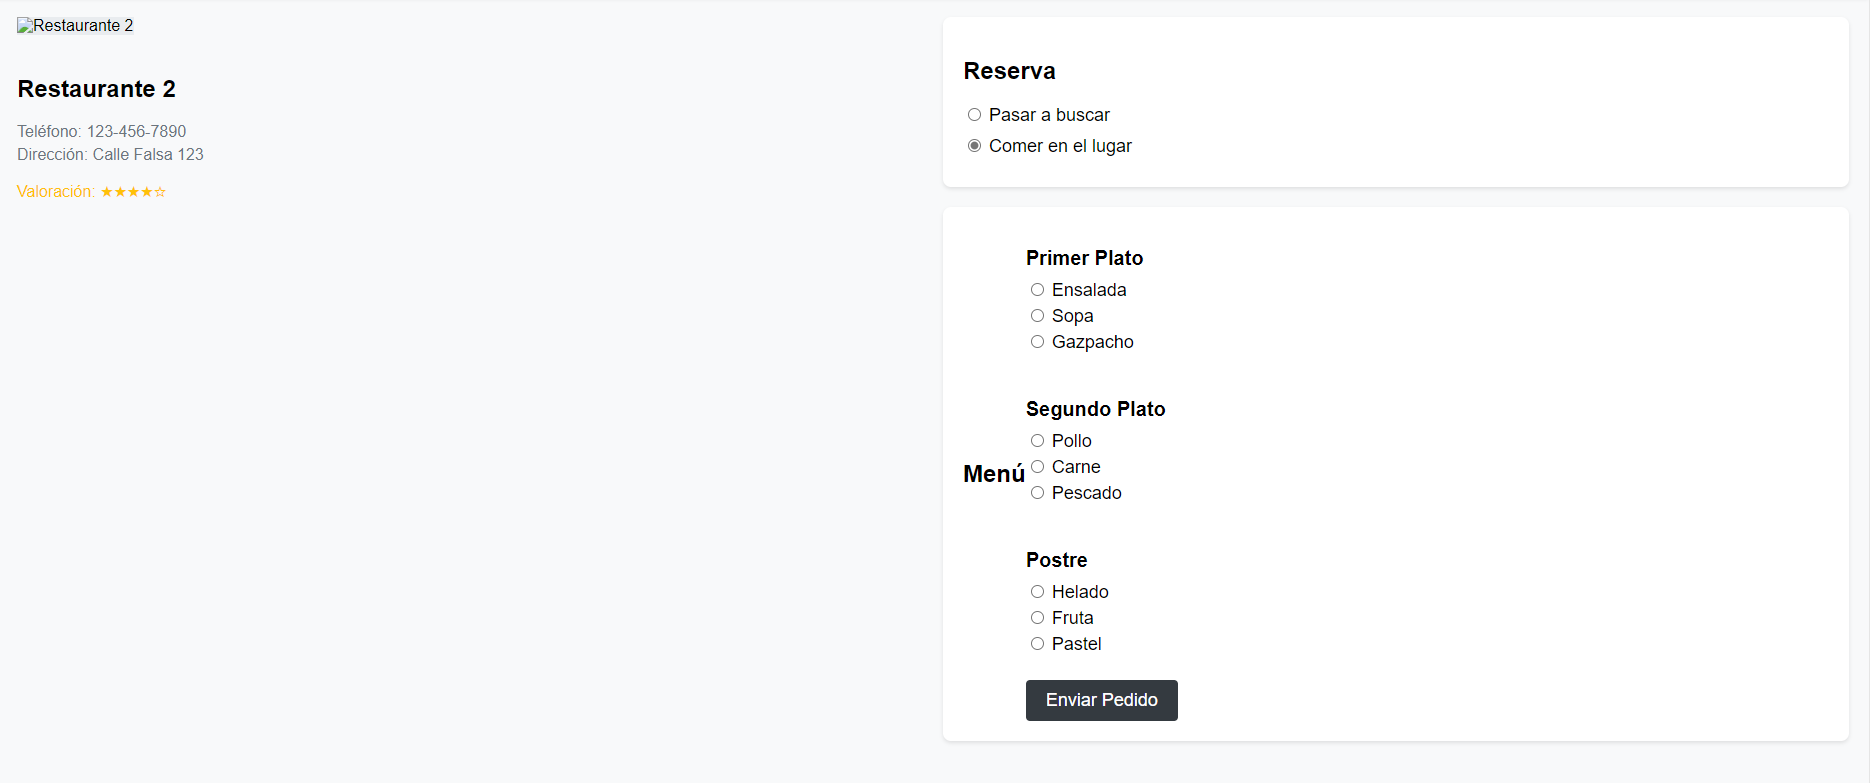 Restaurante 2
Restaurante 2
Teléfono: 123-456-7890
Dirección: Calle Falsa 123
Valoración: ★★★★☆
Reserva
Pasar a buscar
Comer en el lugar
Menú
Primer Plato
Ensalada
Sopa
Gazpacho
Segundo Plato
Pollo
Carne
Pescado
Postre
Helado
Fruta
Pastel
Enviar Pedido